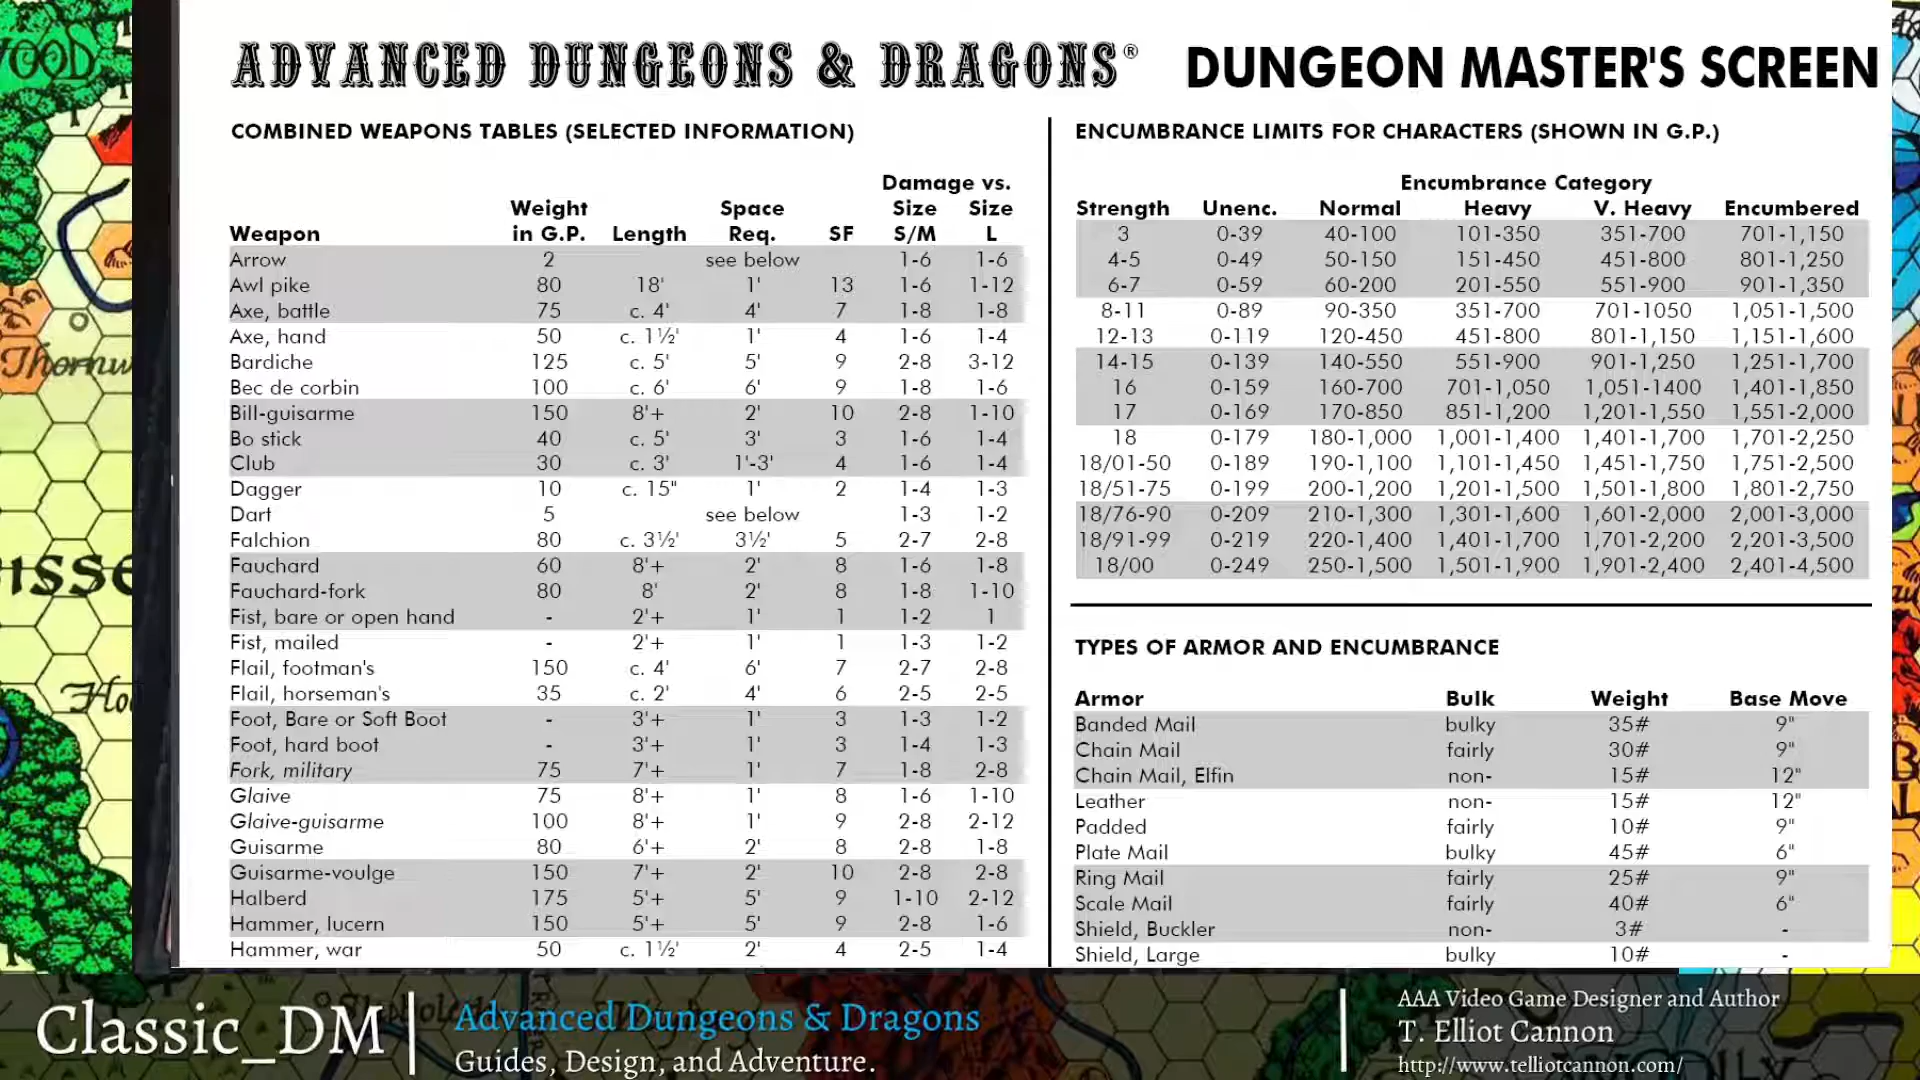 ADVANCED DUNGEONS & DRAGONS® DUNGEON MASTER'S SCREEN
COMBINED WEAPONS TABLES (SELECTED INFORMATION)
Damage vs.
Weight Space Size Size
Weapon in G.P. Length Req. SF S/M L
Arrow 2 see below 1-6 1-6
Awl pike 80 18' 1' 13 1-6 1-12
Axe, battle 75 c. 4' 4' 7 1-8 1-8
Axe, hand 50 c. 1½' 1' 4 1-6 1-4
Bardiche 125 c. 5' 5' 9 2-8 3-12
Bec de corbin 100 c. 6' 6' 9 1-8 1-6
Bill-guisarme 150 8'+ 2' 10 2-8 1-10
Bo stick 40 c. 5' 3' 3 1-6 1-4
Club 30 c. 3' 1'-3' 4 1-6 1-4
Dagger 10 c. 15" 1' 2 1-4 1-3
Dart 5 see below 1-3 1-2
Falchion 80 c. 3½' 3½' 5 2-7 2-8
Fauchard 60 8'+ 2' 8 1-6 1-8
Fauchard-fork 80 8' 2' 8 1-8 1-10
Fist, bare or open hand - 2'+ 1' 1 1-2 1
Fist, mailed - 2'+ 1' 1 1-3 1-2
Flail, footman's 150 c. 4' 6' 7 2-7 2-8
Flail, horseman's 35 c. 2' 4' 6 2-5 2-5
Foot, Bare or Soft Boot - 3'+ 1' 3 1-3 1-2
Foot, hard boot - 3'+ 1' 3 1-4 1-3
Fork, military 75 7'+ 1' 7 1-8 2-8
Glaive 75 8'+ 1' 8 1-6 1-10
Glaive-guisarme 100 8'+ 1' 9 2-8 2-12
Guisarme 80 6'+ 2' 8 2-8 1-8
Guisarme-voulge 150 7'+ 2' 10 2-8 2-8
Halberd 175 5'+ 5' 9 1-10 2-12
Hammer, lucern 150 5'+ 5' 9 2-8 1-6
Hammer, war 50 c. 1½' 2' 4 2-5 1-4
ENCUMBRANCE LIMITS FOR CHARACTERS (SHOWN IN G.P.)
Encumbrance Category
Strength Unenc. Normal Heavy V. Heavy Encumbered
3 0-39 40-100 101-350 351-700 701-1,150
4-5 0-49 50-150 151-450 451-800 801-1,250
6-7 0-59 60-200 201-550 551-900 901-1,350
8-11 0-89 90-350 351-700 701-1050 1,051-1,500
12-13 0-119 120-450 451-800 801-1,150 1,151-1,600
14-15 0-139 140-550 551-900 901-1,250 1,251-1,700
16 0-159 160-700 701-1,050 1,051-1400 1,401-1,850
17 0-169 170-850 851-1,200 1,201-1,550 1,551-2,000
18 0-179 180-1,000 1,001-1,400 1,401-1,700 1,701-2,250
18/01-50 0-189 190-1,100 1,101-1,450 1,451-1,750 1,751-2,500
18/51-75 0-199 200-1,200 1,201-1,500 1,501-1,800 1,801-2,750
18/76-90 0-209 210-1,300 1,301-1,600 1,601-2,000 2,001-3,000
18/91-99 0-219 220-1,400 1,401-1,700 1,701-2,200 2,201-3,500
18/00 0-249 250-1,500 1,501-1,900 1,901-2,400 2,401-4,500
TYPES OF ARMOR AND ENCUMBRANCE
Armor Bulk Weight Base Move
Banded Mail bulky 35# 9"
Chain Mail fairly 30# 9"
Chain Mail, Elfin non- 15# 12"
Leather non- 15# 12"
Padded fairly 10# 9"
Plate Mail bulky 45# 6"
Ring Mail fairly 25# 9"
Scale Mail fairly 40# 6"
Shield, Buckler non- 3# -
Shield, Large bulky 10# -
Classic_DM
Advanced Dungeons & Dragons
Guides, Design, and Adventure.
AAA Video Game Designer and Author
T. Elliot Cannon
http://www.telliotcannon.com/